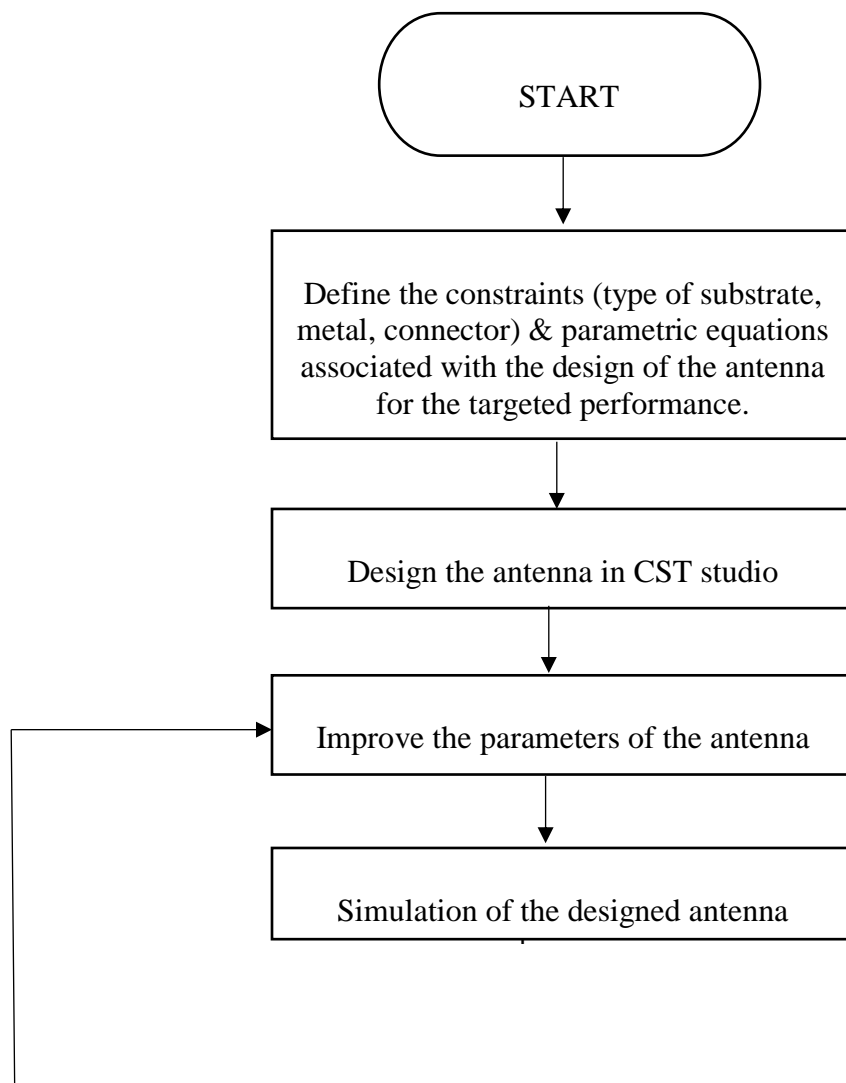 START
Define the constraints (type of substrate,
metal, connector) & parametric equations
associated with the design of the antenna
for the targeted performance.
Design the antenna in CST studio
Improve the parameters of the antenna
Simulation of the designed antenna